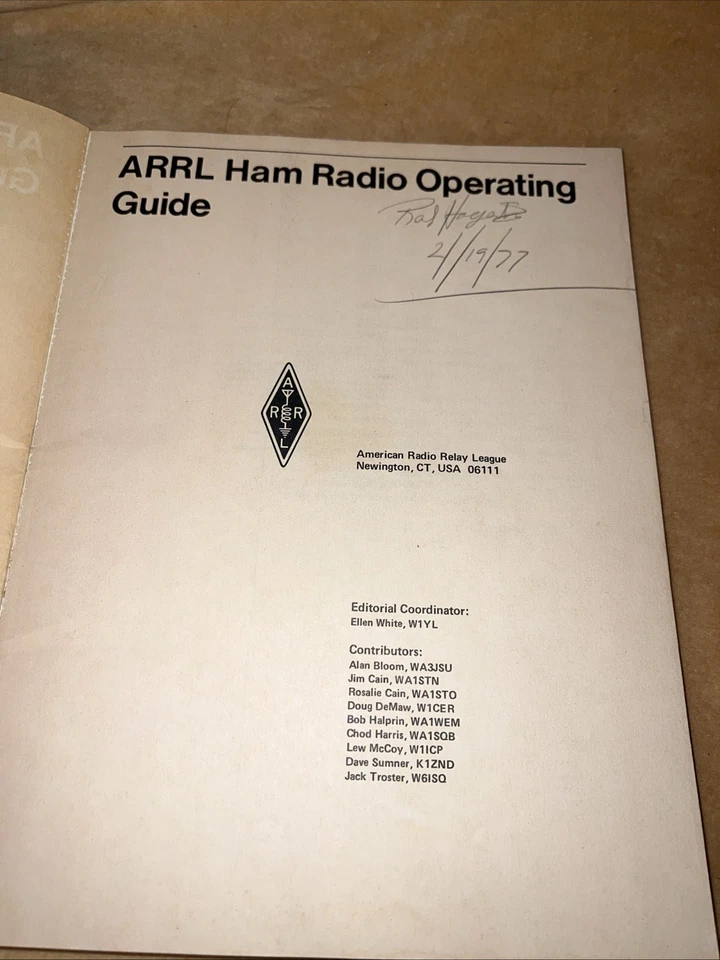 ARRL Ham Radio Operating
Guide
2/19/77
A
R R
L
American Radio Relay League
Newington, CT, USA 06111
Editorial Coordinator:
Ellen White, W1YL
Contributors:
Alan Bloom, WA3JSU
Jim Cain, WA1STN
Rosalie Cain, WA1STO
Doug DeMaw, W1CER
Bob Halprin, WA1WEM
Chod Harris, WA1SQB
Lew McCoy, W1ICP
Dave Sumner, K1ZND
Jack Troster, W6ISQ